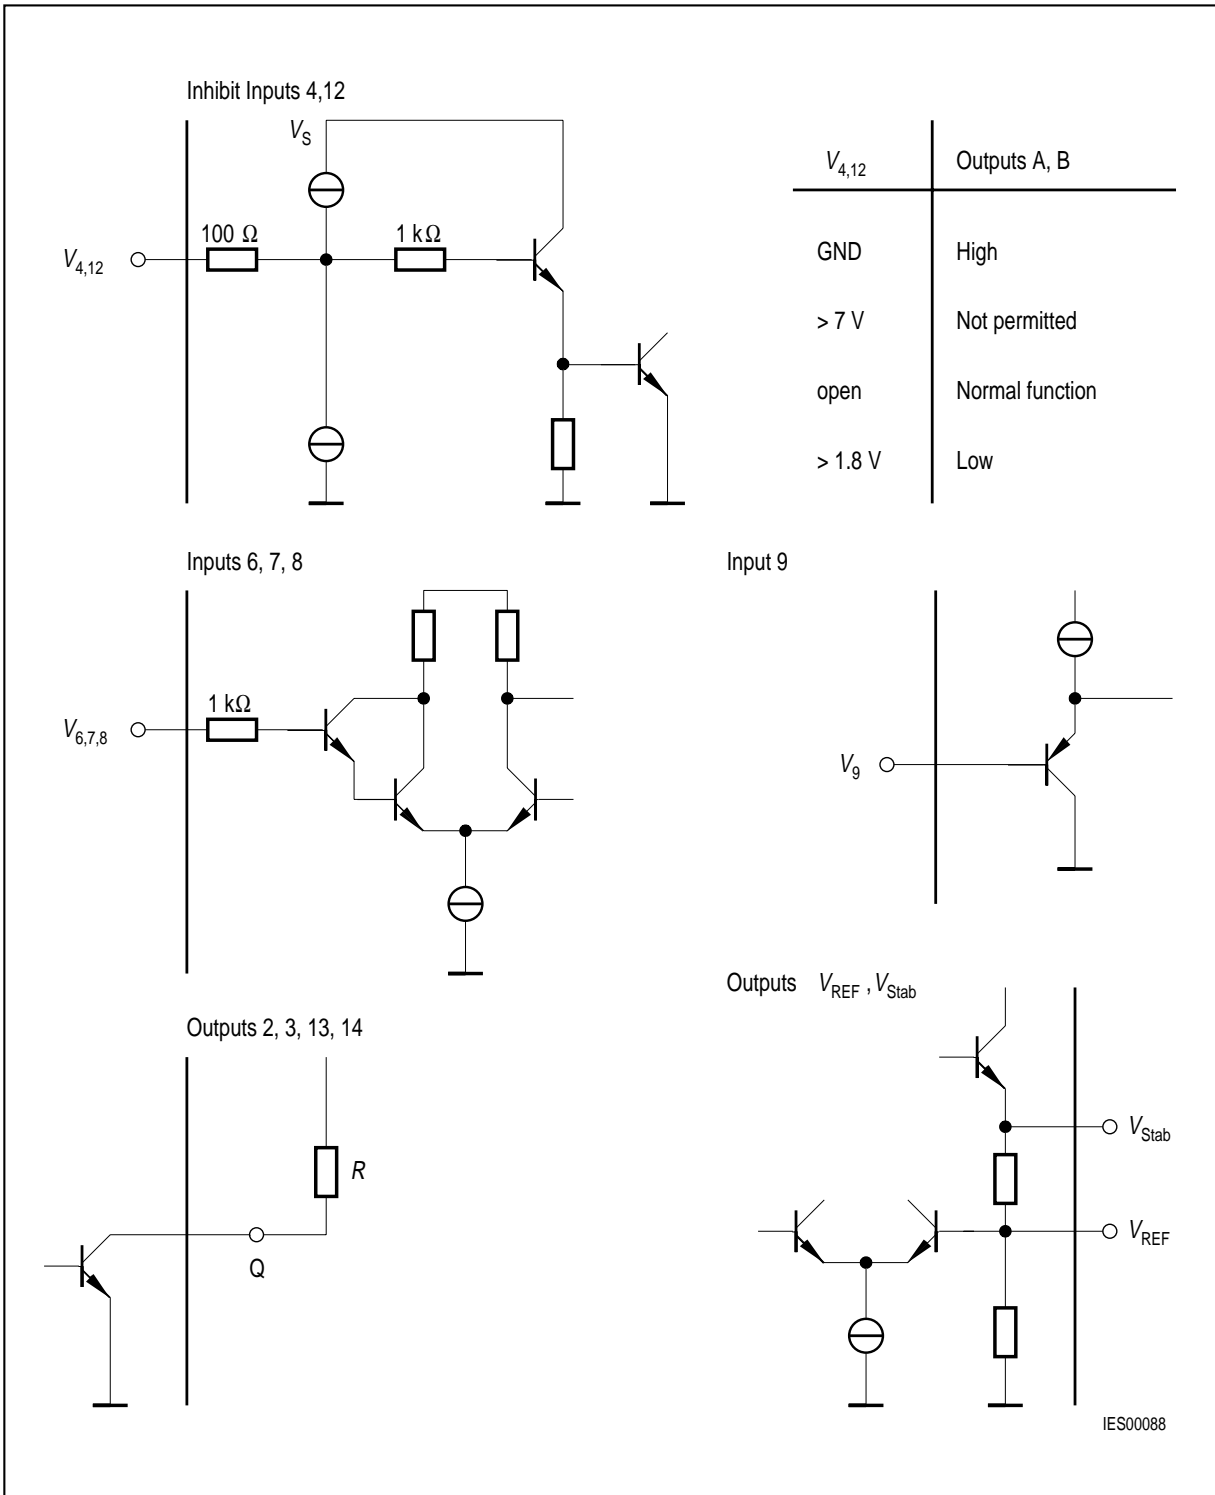 Inhibit Inputs 4,12
V_S
100 Ω
1 kΩ
V_4,12
V_4,12 Outputs A, B
GND High
> 7 V Not permitted
open Normal function
> 1.8 V Low
Inputs 6, 7, 8
1 kΩ
V_6,7,8
Input 9
V_9
Outputs 2, 3, 13, 14
R
Q
Outputs V_REF , V_Stab
V_Stab
V_REF
IES00088